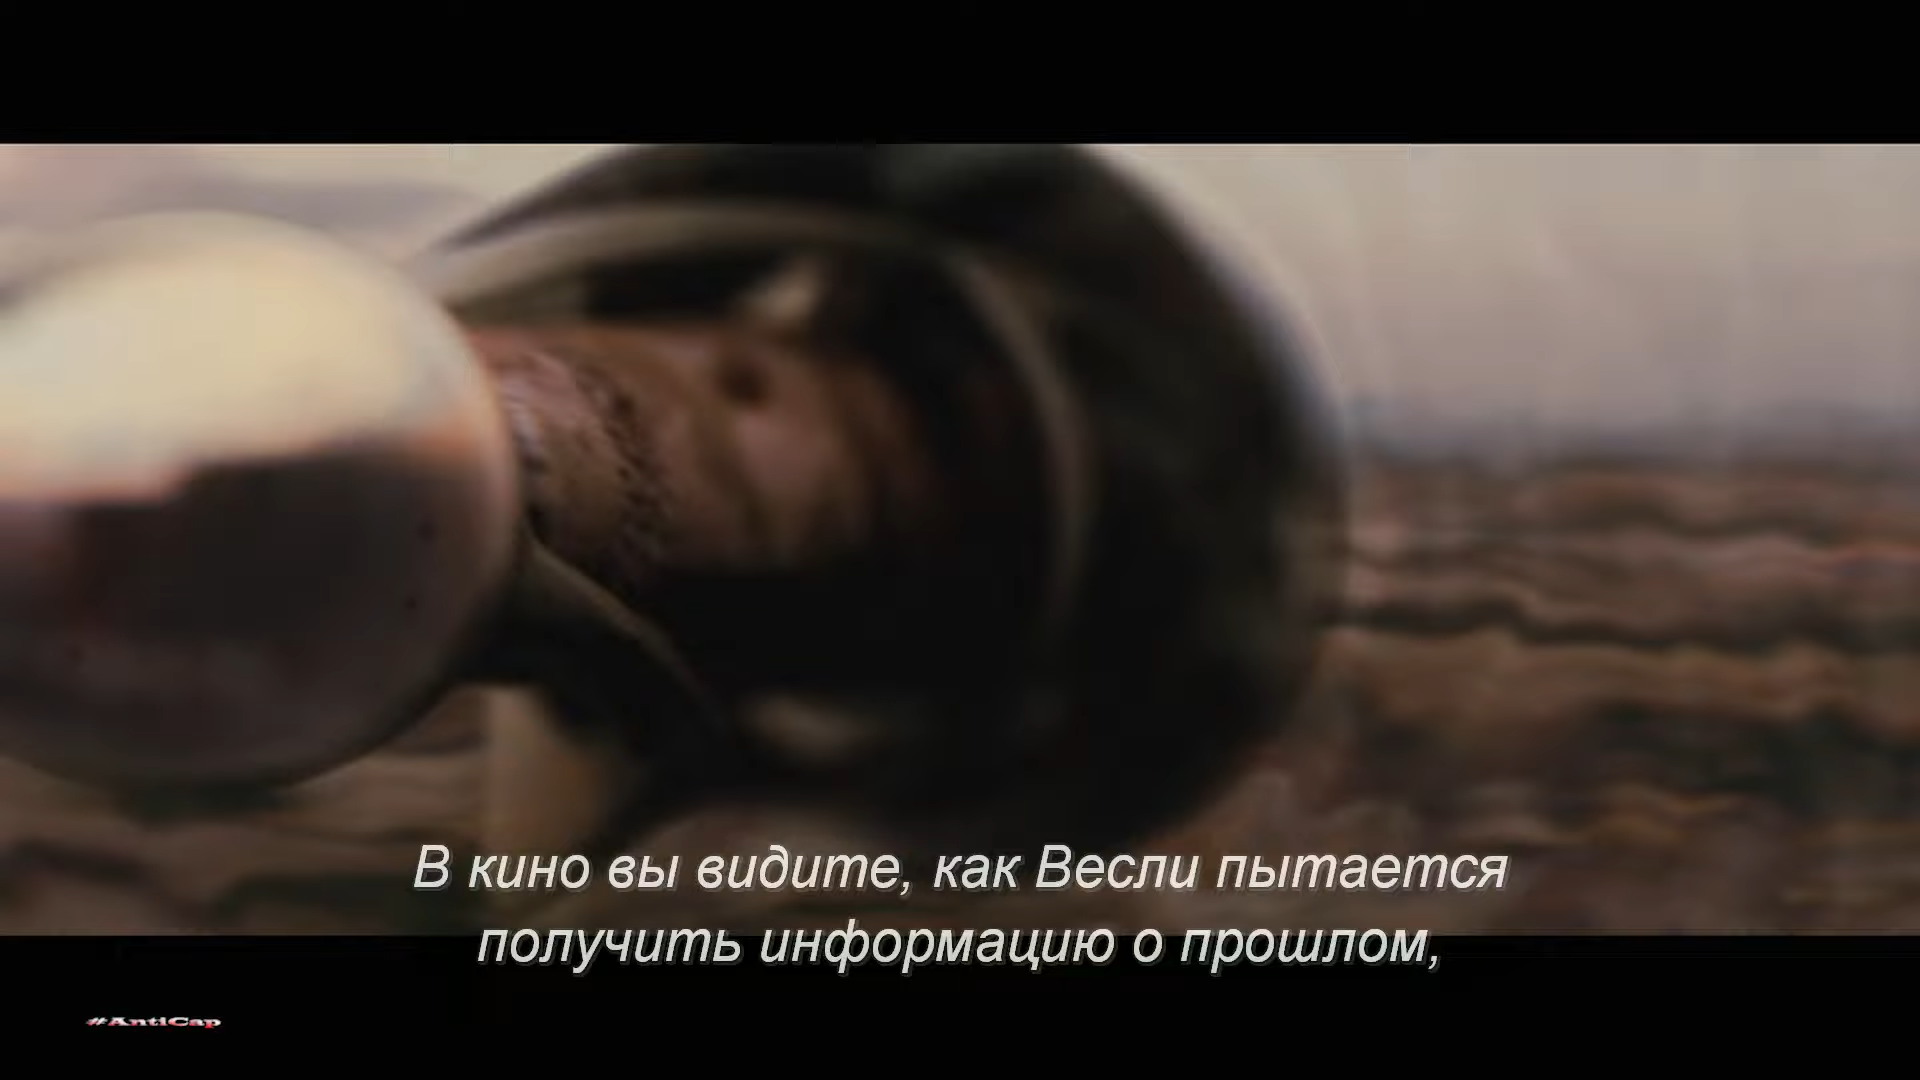 В кино вы видите, как Весли пытается
получить информацию о прошлом,
#AntiCap